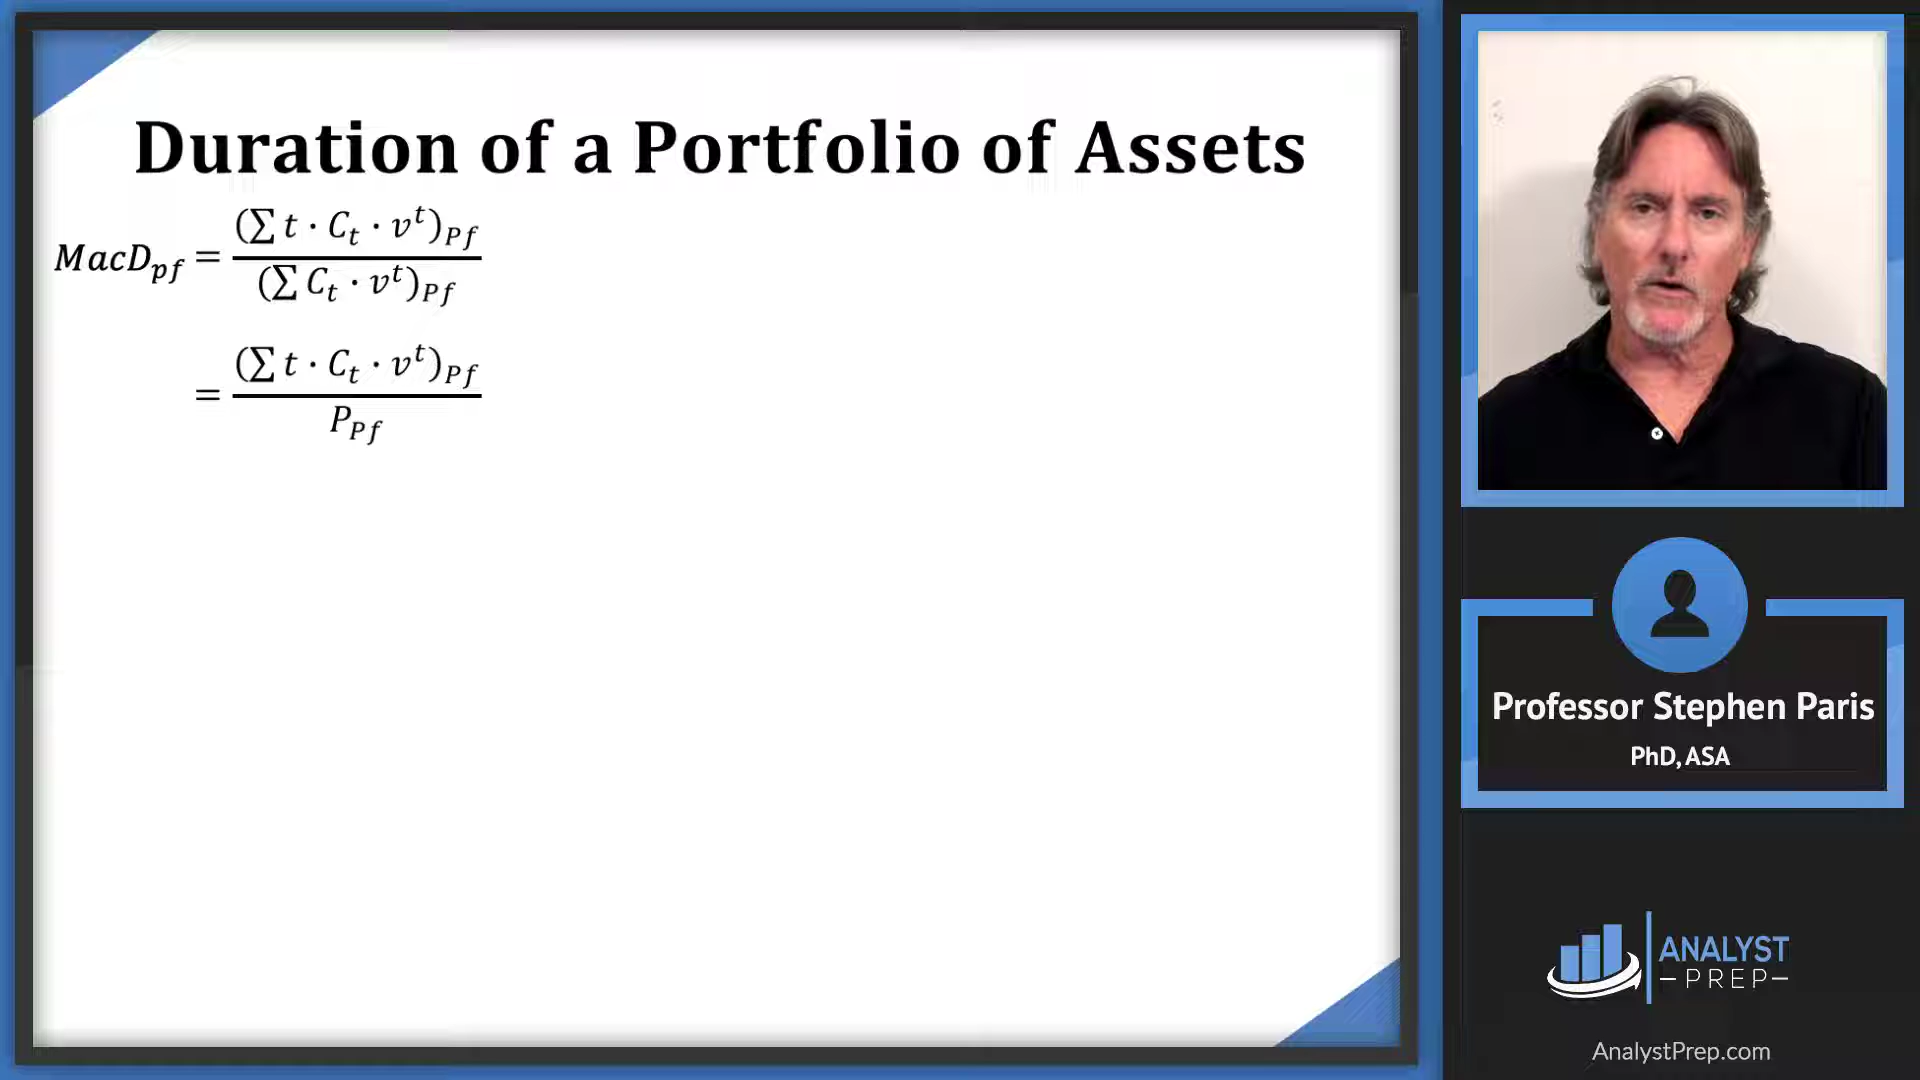 Duration of a Portfolio of Assets
MacD_pf = (∑ t · C_t · v^t)_Pf / (∑ C_t · v^t)_Pf
= (∑ t · C_t · v^t)_Pf / P_Pf
Professor Stephen Paris
PhD, ASA
ANALYST
–PREP–
AnalystPrep.com